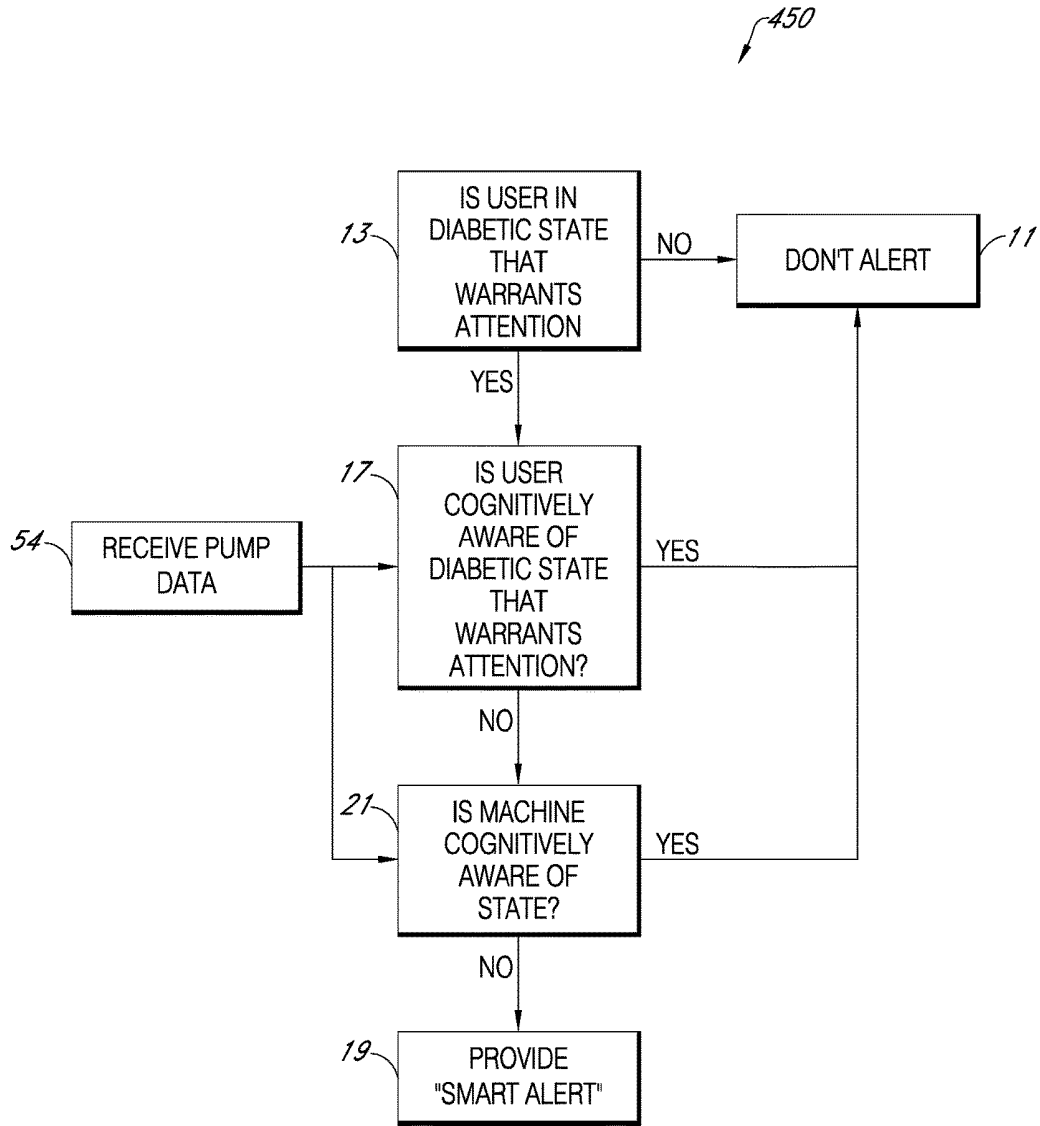 450
IS USER IN
DIABETIC STATE
THAT
WARRANTS
ATTENTION
13
NO
DON'T ALERT
11
YES
17
IS USER
COGNITIVELY
AWARE OF
DIABETIC STATE
THAT
WARRANTS
ATTENTION?
YES
54
RECEIVE PUMP
DATA
NO
21
IS MACHINE
COGNITIVELY
AWARE OF
STATE?
YES
NO
19
PROVIDE
"SMART ALERT"